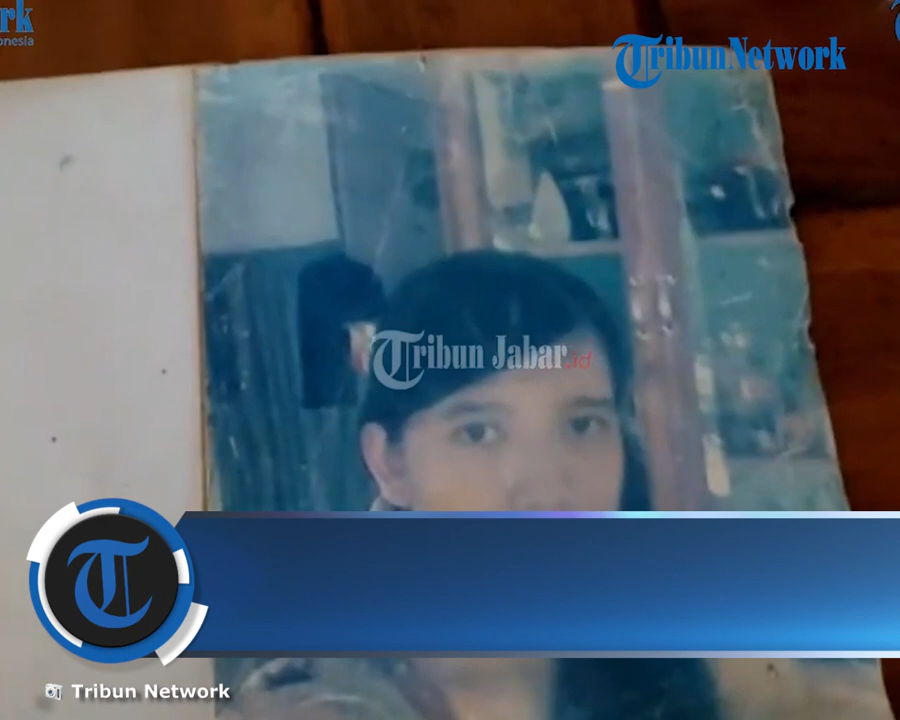 rk
onesia
TribunNetwork
Tribun Jabar.id
T
Tribun Network